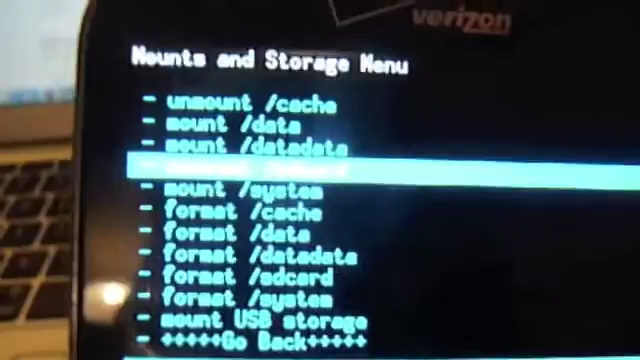 verizon
Mounts and Storage Menu
- unmount /cache
- mount /data
- mount /datadata
- mount /system
- format /cache
- format /data
- format /datadata
- format /sdcard
- format /system
- mount USB storage
- +++++Go Back+++++